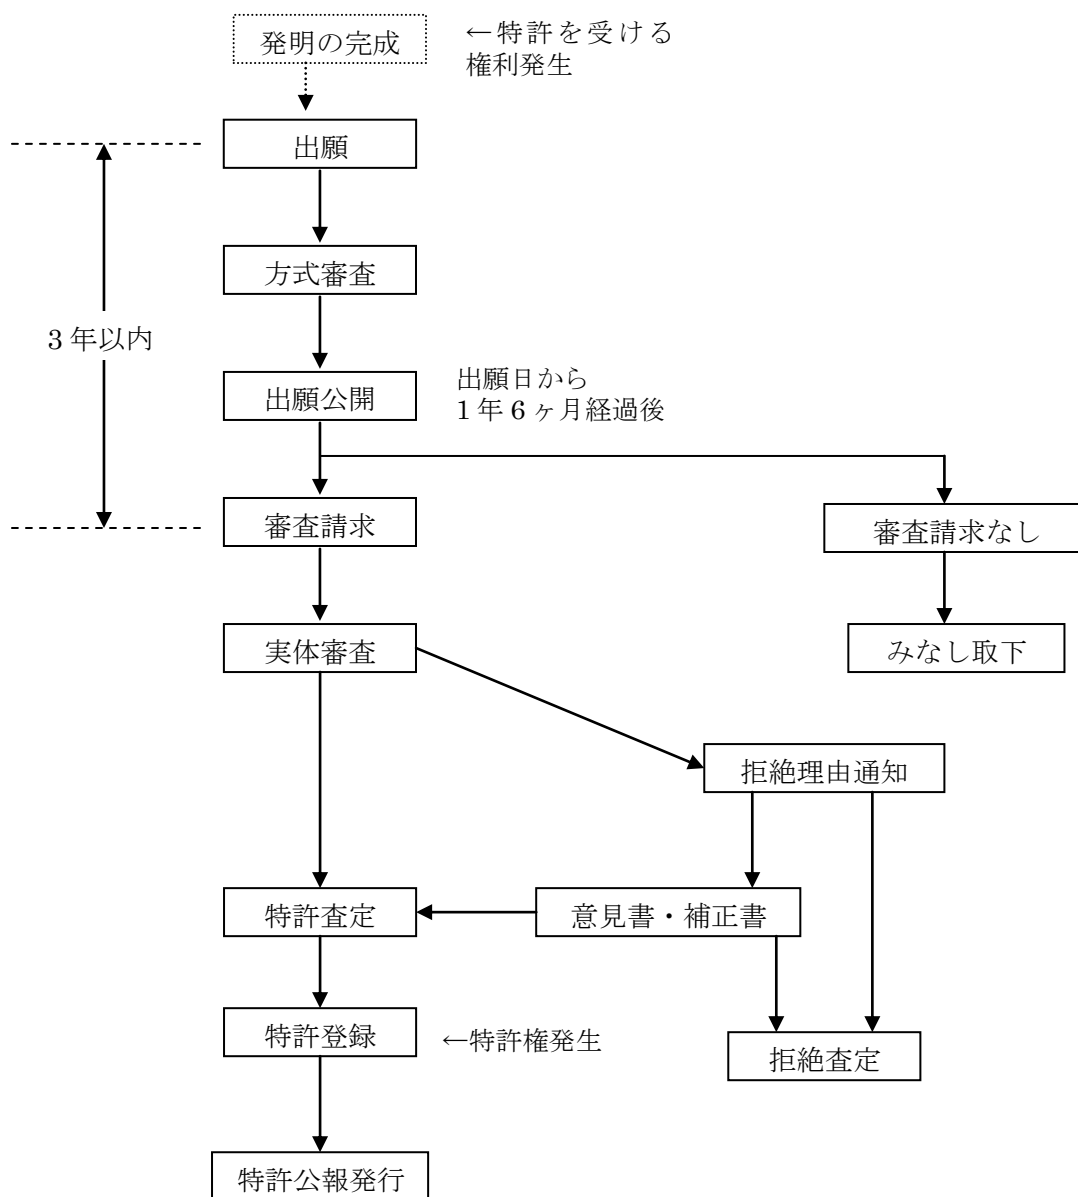 発明の完成
←特許を受ける
権利発生
出願
方式審査
3年以内
出願公開
出願日から
1年6ヶ月経過後
審査請求
審査請求なし
実体審査
みなし取下
拒絶理由通知
特許査定
意見書・補正書
特許登録
←特許権発生
拒絶査定
特許公報発行